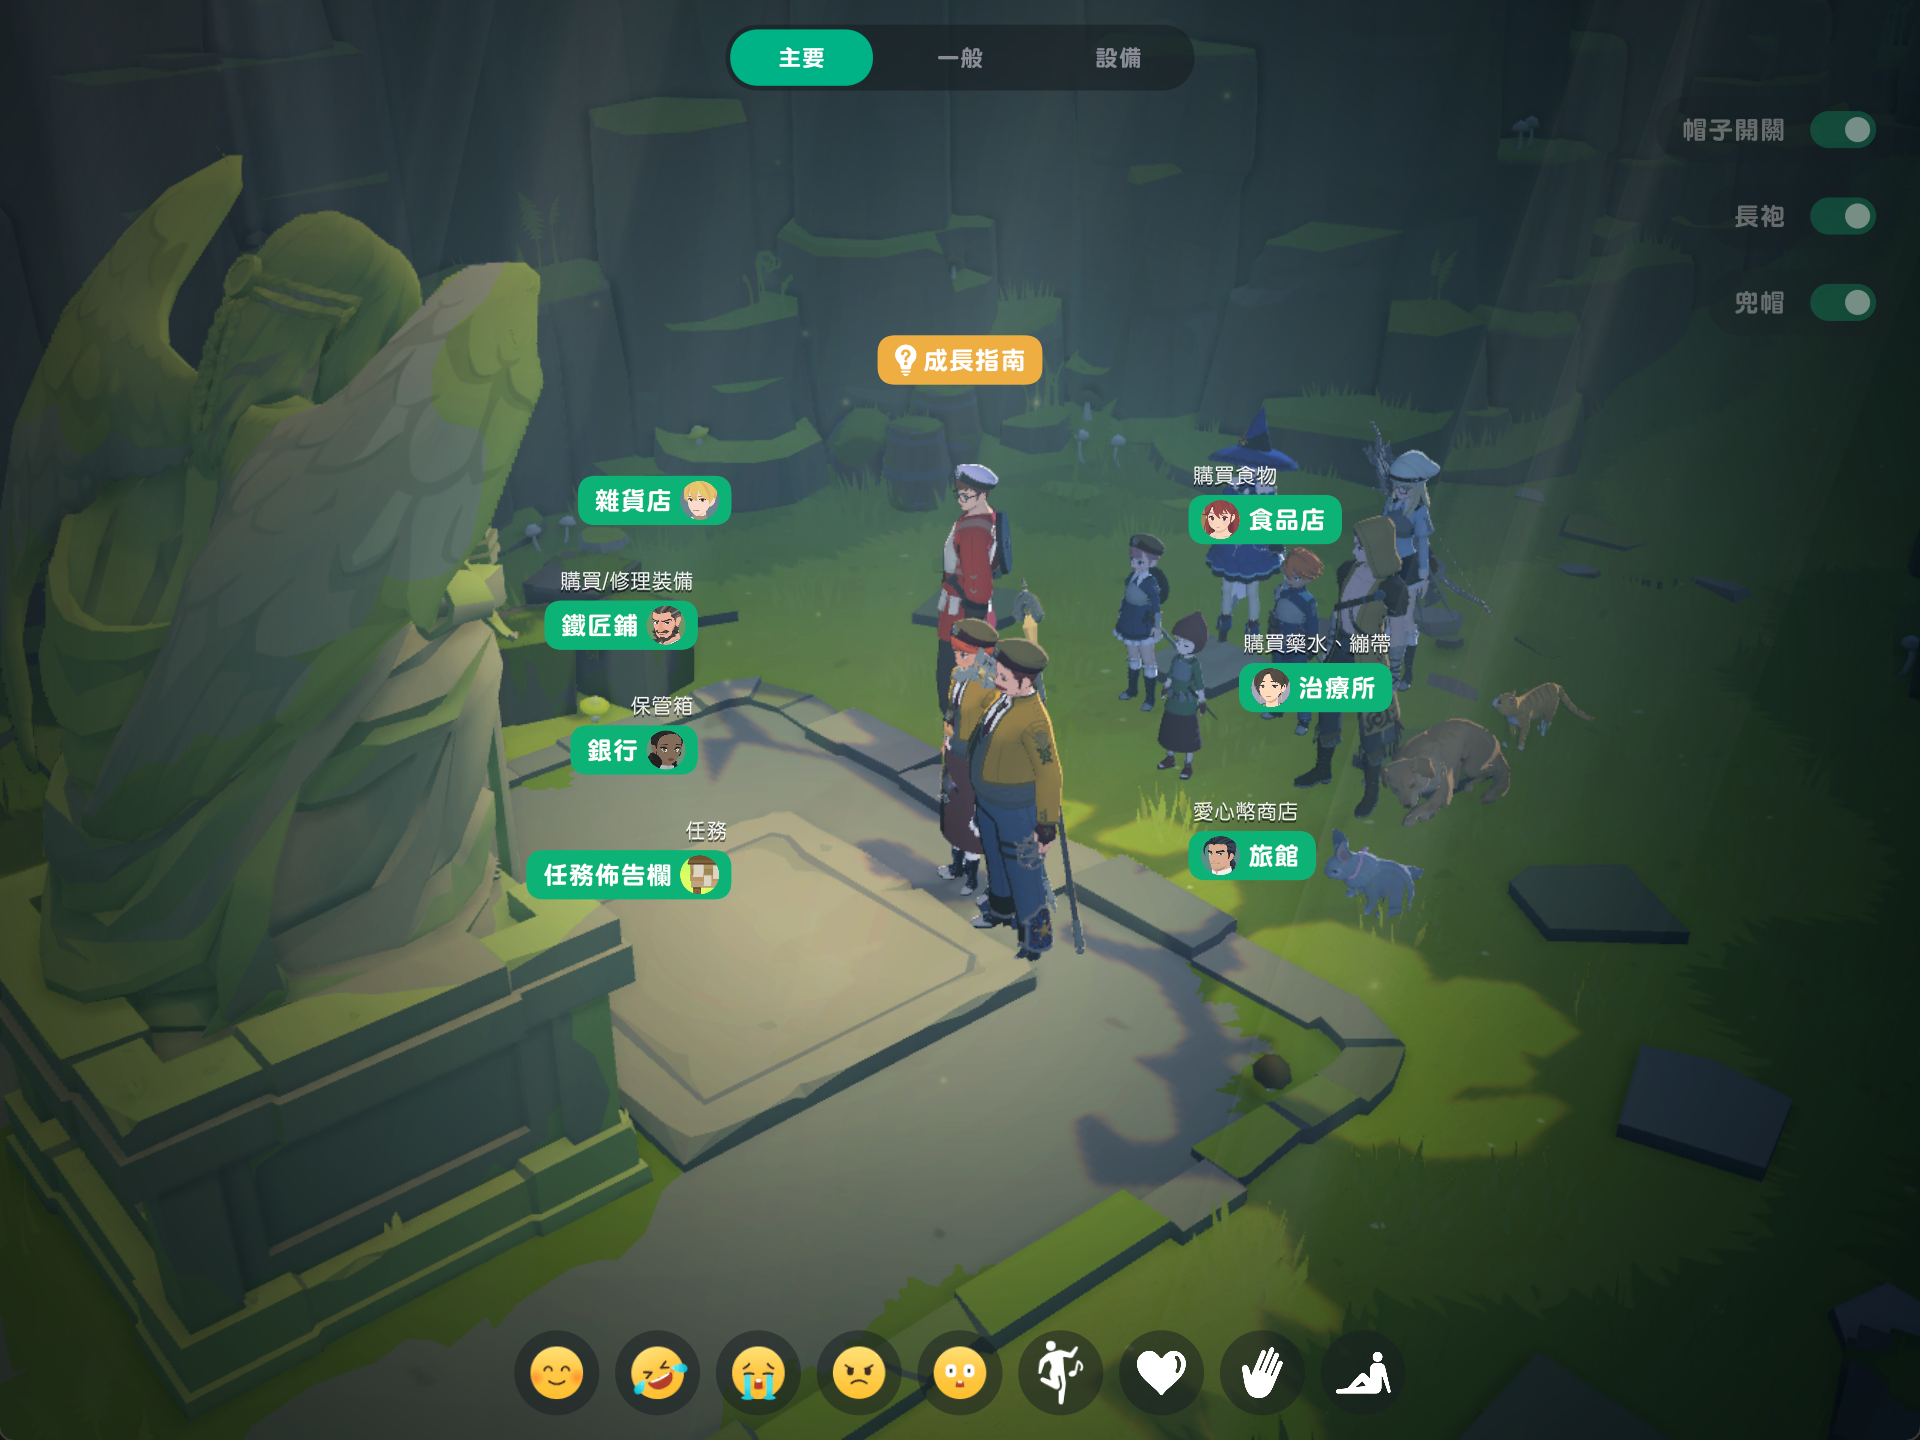 主要
一般
設備
帽子開關
長袍
兜帽
成長指南
雜貨店
購買/修理裝備
鐵匠鋪
保管箱
銀行
任務
任務佈告欄
購買食物
食品店
購買藥水、繃帶
治療所
愛心幣商店
旅館